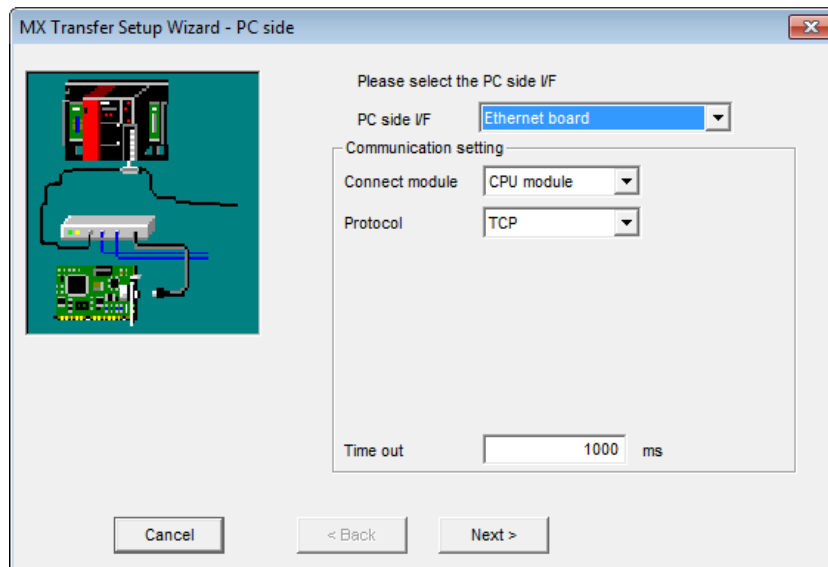 MX Transfer Setup Wizard - PC side
Please select the PC side I/F
PC side I/F Ethernet board
Communication setting
Connect module CPU module
Protocol TCP
Time out 1000 ms
Cancel < Back Next >